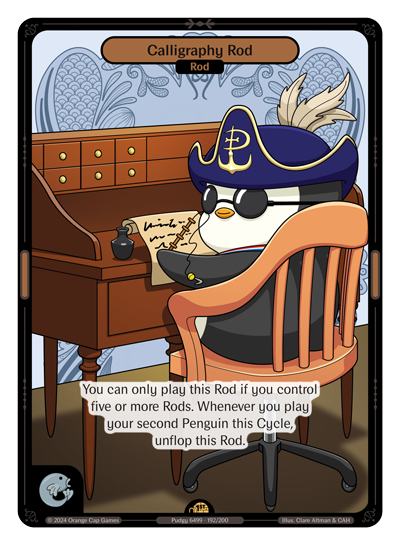 Calligraphy Rod
Rod
You can only play this Rod if you control
five or more Rods. Whenever you play
your second Penguin this Cycle,
unflop this Rod.
© 2024 Orange Cap Games
Pudgy 6499 · 192/200
Illus. Clare Altman & CAH